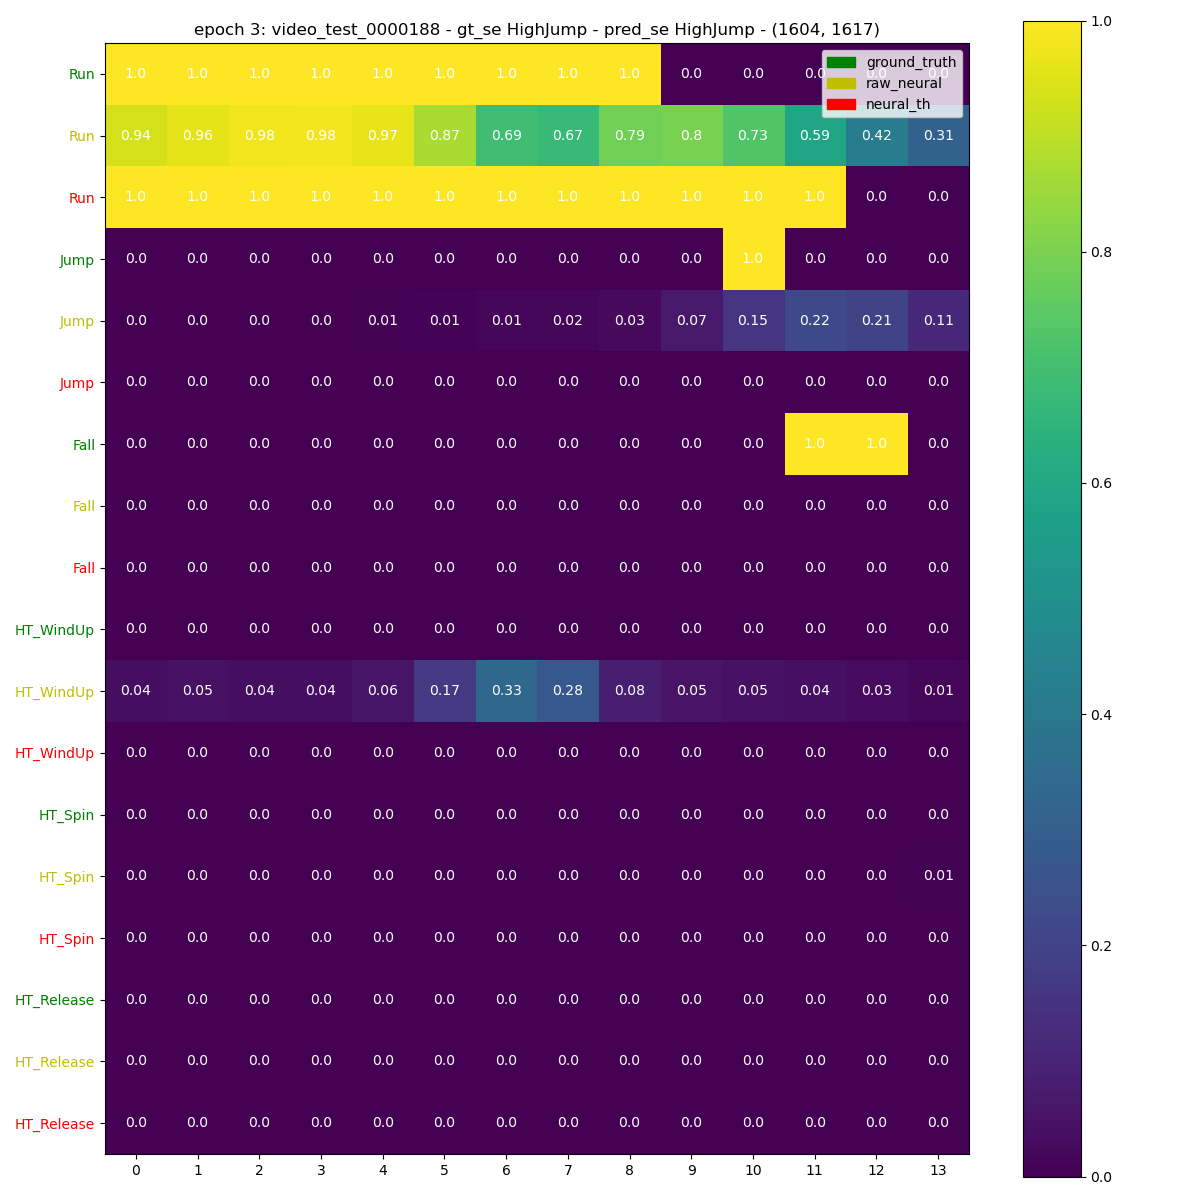 epoch 3: video_test_0000188 - gt_se HighJump - pred_se HighJump - (1604, 1617)
ground_truth
raw_neural
neural_th
Run 1.0 1.0 1.0 1.0 1.0 1.0 1.0 1.0 1.0 0.0 0.0 0.0 0.0 0.0
Run 0.94 0.96 0.98 0.98 0.97 0.87 0.69 0.67 0.79 0.8 0.73 0.59 0.42 0.31
Run 1.0 1.0 1.0 1.0 1.0 1.0 1.0 1.0 1.0 1.0 1.0 1.0 0.0 0.0
Jump 0.0 0.0 0.0 0.0 0.0 0.0 0.0 0.0 0.0 0.0 1.0 0.0 0.0 0.0
Jump 0.0 0.0 0.0 0.0 0.01 0.01 0.01 0.02 0.03 0.07 0.15 0.22 0.21 0.11
Jump 0.0 0.0 0.0 0.0 0.0 0.0 0.0 0.0 0.0 0.0 0.0 0.0 0.0 0.0
Fall 0.0 0.0 0.0 0.0 0.0 0.0 0.0 0.0 0.0 0.0 0.0 1.0 1.0 0.0
Fall 0.0 0.0 0.0 0.0 0.0 0.0 0.0 0.0 0.0 0.0 0.0 0.0 0.0 0.0
Fall 0.0 0.0 0.0 0.0 0.0 0.0 0.0 0.0 0.0 0.0 0.0 0.0 0.0 0.0
HT_WindUp 0.0 0.0 0.0 0.0 0.0 0.0 0.0 0.0 0.0 0.0 0.0 0.0 0.0 0.0
HT_WindUp 0.04 0.05 0.04 0.04 0.06 0.17 0.33 0.28 0.08 0.05 0.05 0.04 0.03 0.01
HT_WindUp 0.0 0.0 0.0 0.0 0.0 0.0 0.0 0.0 0.0 0.0 0.0 0.0 0.0 0.0
HT_Spin 0.0 0.0 0.0 0.0 0.0 0.0 0.0 0.0 0.0 0.0 0.0 0.0 0.0 0.0
HT_Spin 0.0 0.0 0.0 0.0 0.0 0.0 0.0 0.0 0.0 0.0 0.0 0.0 0.0 0.01
HT_Spin 0.0 0.0 0.0 0.0 0.0 0.0 0.0 0.0 0.0 0.0 0.0 0.0 0.0 0.0
HT_Release 0.0 0.0 0.0 0.0 0.0 0.0 0.0 0.0 0.0 0.0 0.0 0.0 0.0 0.0
HT_Release 0.0 0.0 0.0 0.0 0.0 0.0 0.0 0.0 0.0 0.0 0.0 0.0 0.0 0.0
HT_Release 0.0 0.0 0.0 0.0 0.0 0.0 0.0 0.0 0.0 0.0 0.0 0.0 0.0 0.0
0 1 2 3 4 5 6 7 8 9 10 11 12 13
1.0
0.8
0.6
0.4
0.2
0.0